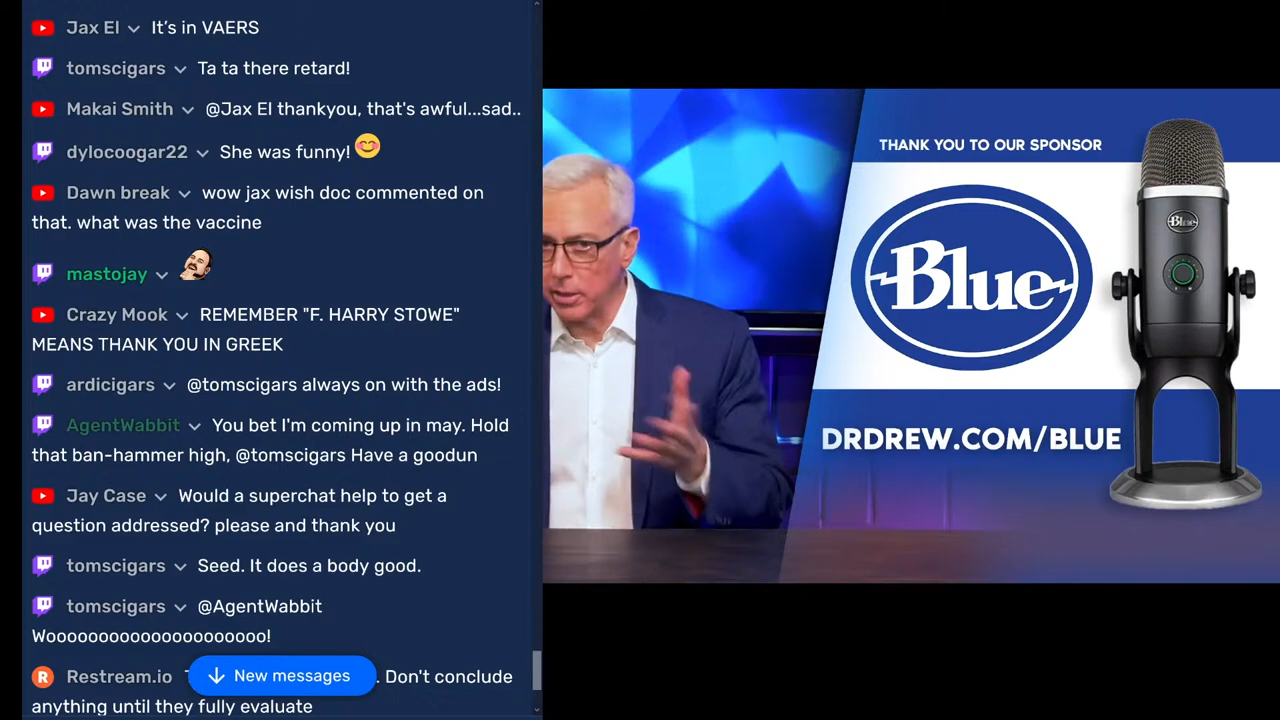 Jax El It's in VAERS
tomscigars Ta ta there retard!
Makai Smith @Jax El thankyou, that's awful...sad..
dylocoogar22 She was funny!
Dawn break wow jax wish doc commented on
that. what was the vaccine
mastojay
Crazy Mook REMEMBER "F. HARRY STOWE"
MEANS THANK YOU IN GREEK
ardicigars @tomscigars always on with the ads!
AgentWabbit You bet I'm coming up in may. Hold
that ban-hammer high, @tomscigars Have a goodun
Jay Case Would a superchat help to get a
question addressed? please and thank you
tomscigars Seed. It does a body good.
tomscigars @AgentWabbit
Woooooooooooooooooooo!
R Restream.io . Don't conclude
anything until they fully evaluate
New messages
THANK YOU TO OUR SPONSOR
Blue
Blue
DRDREW.COM/BLUE